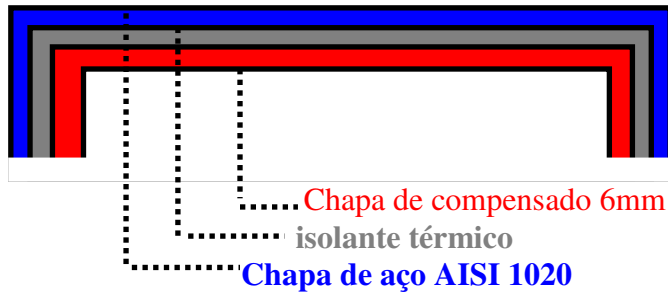 Chapa de compensado 6mm
isolante térmico
Chapa de aço AISI 1020